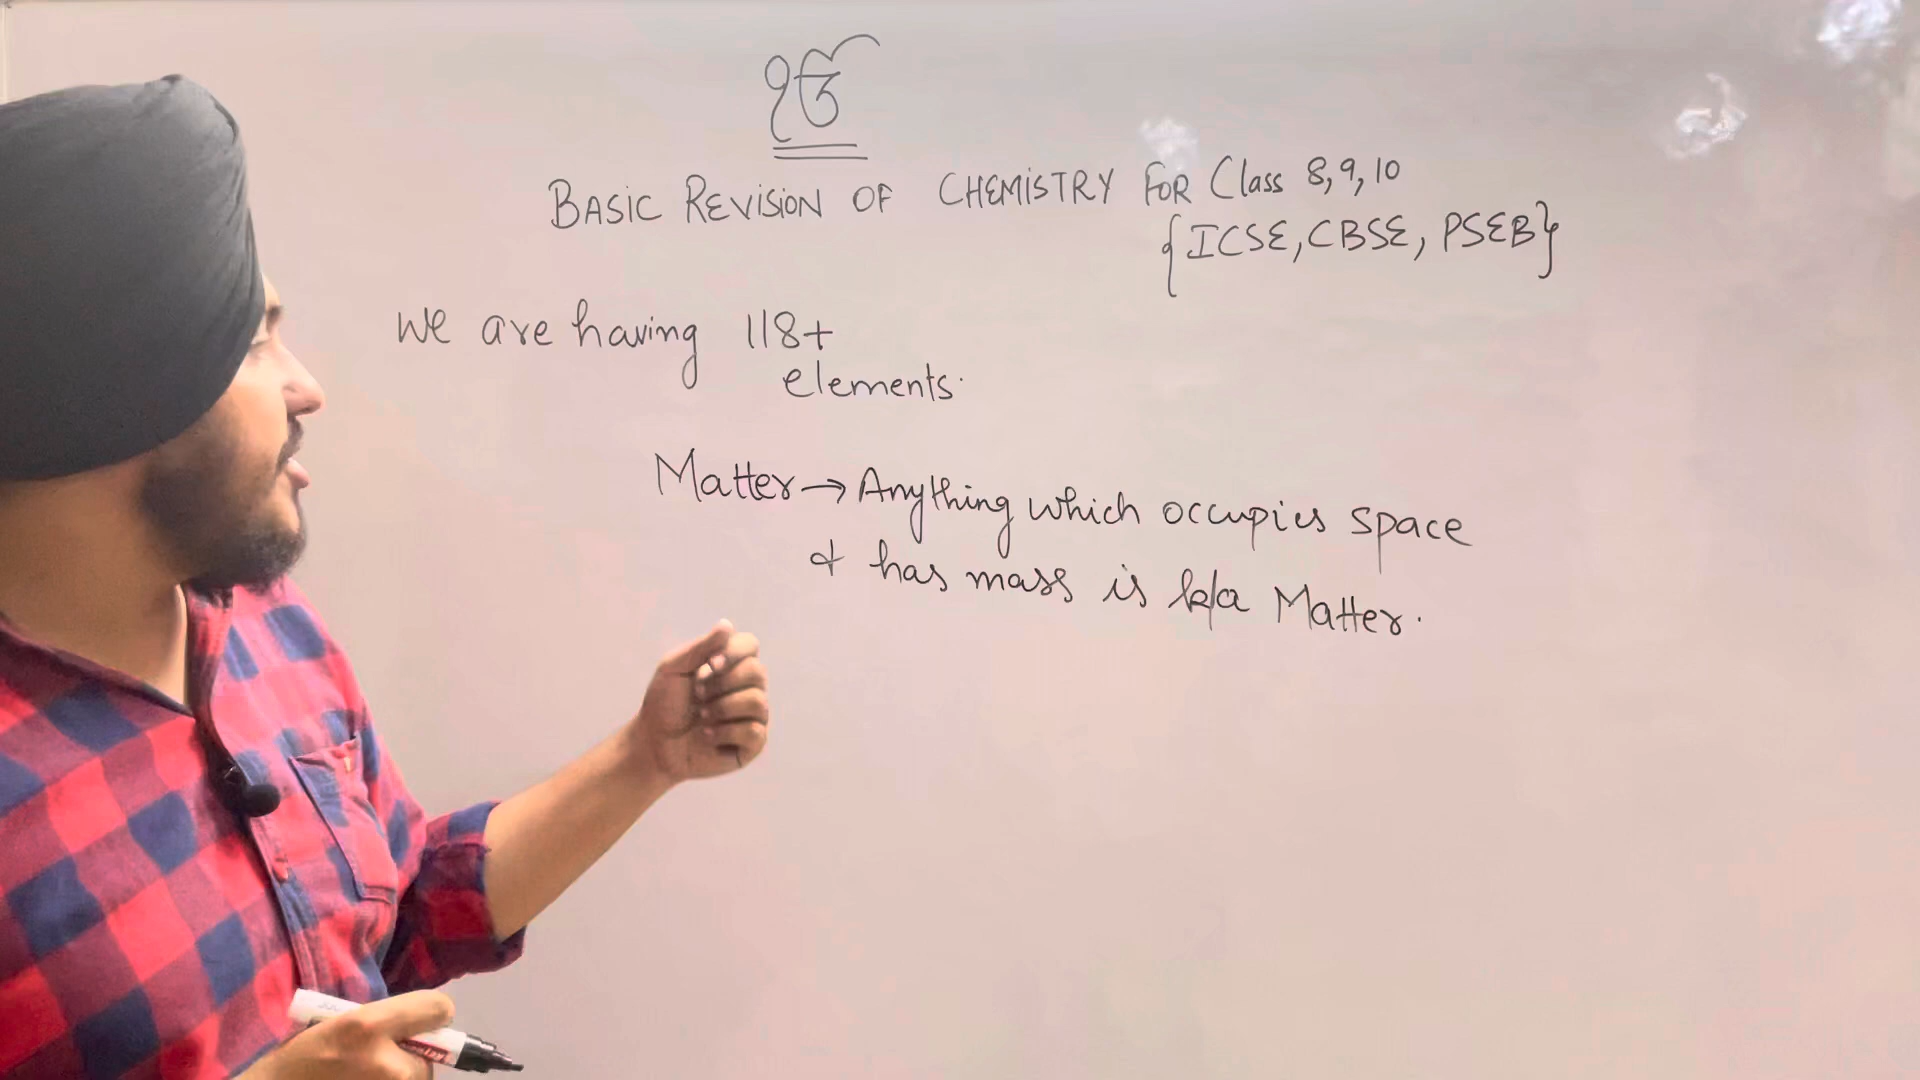 ੴ
BASIC REVISION OF CHEMISTRY FOR Class 8,9,10
{ICSE, CBSE, PSEB}
we are having 118+
elements.
Matter → Anything which occupies space
& has mass is k/a Matter.